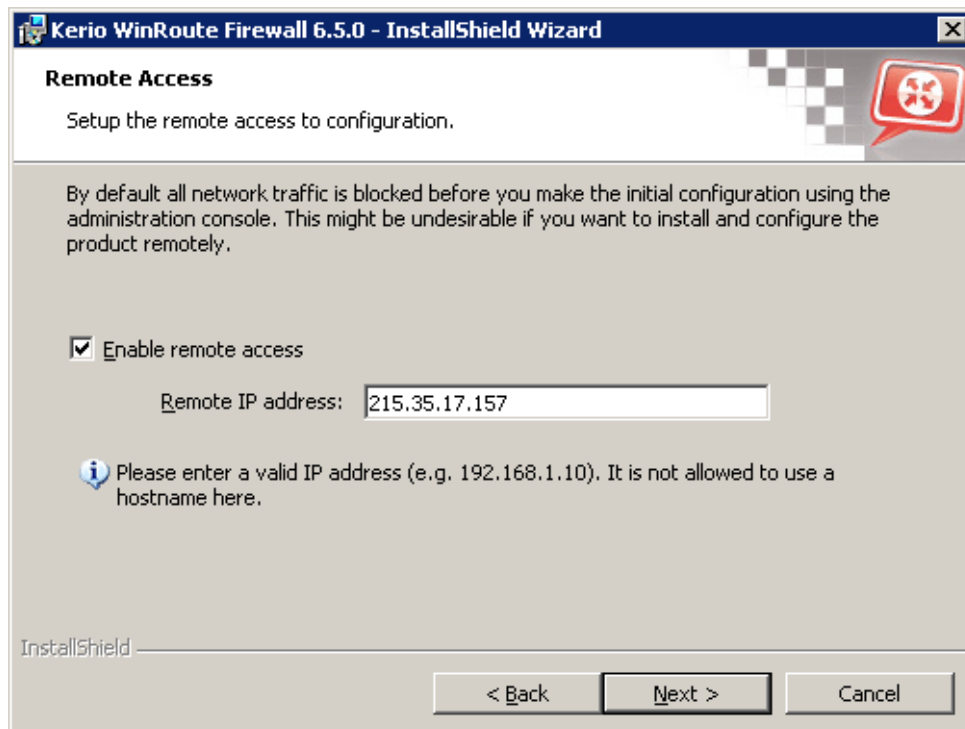 Kerio WinRoute Firewall 6.5.0 - InstallShield Wizard
Remote Access
Setup the remote access to configuration.
By default all network traffic is blocked before you make the initial configuration using the
administration console. This might be undesirable if you want to install and configure the
product remotely.
Enable remote access
Remote IP address: 215.35.17.157
Please enter a valid IP address (e.g. 192.168.1.10). It is not allowed to use a
hostname here.
InstallShield
< Back Next > Cancel